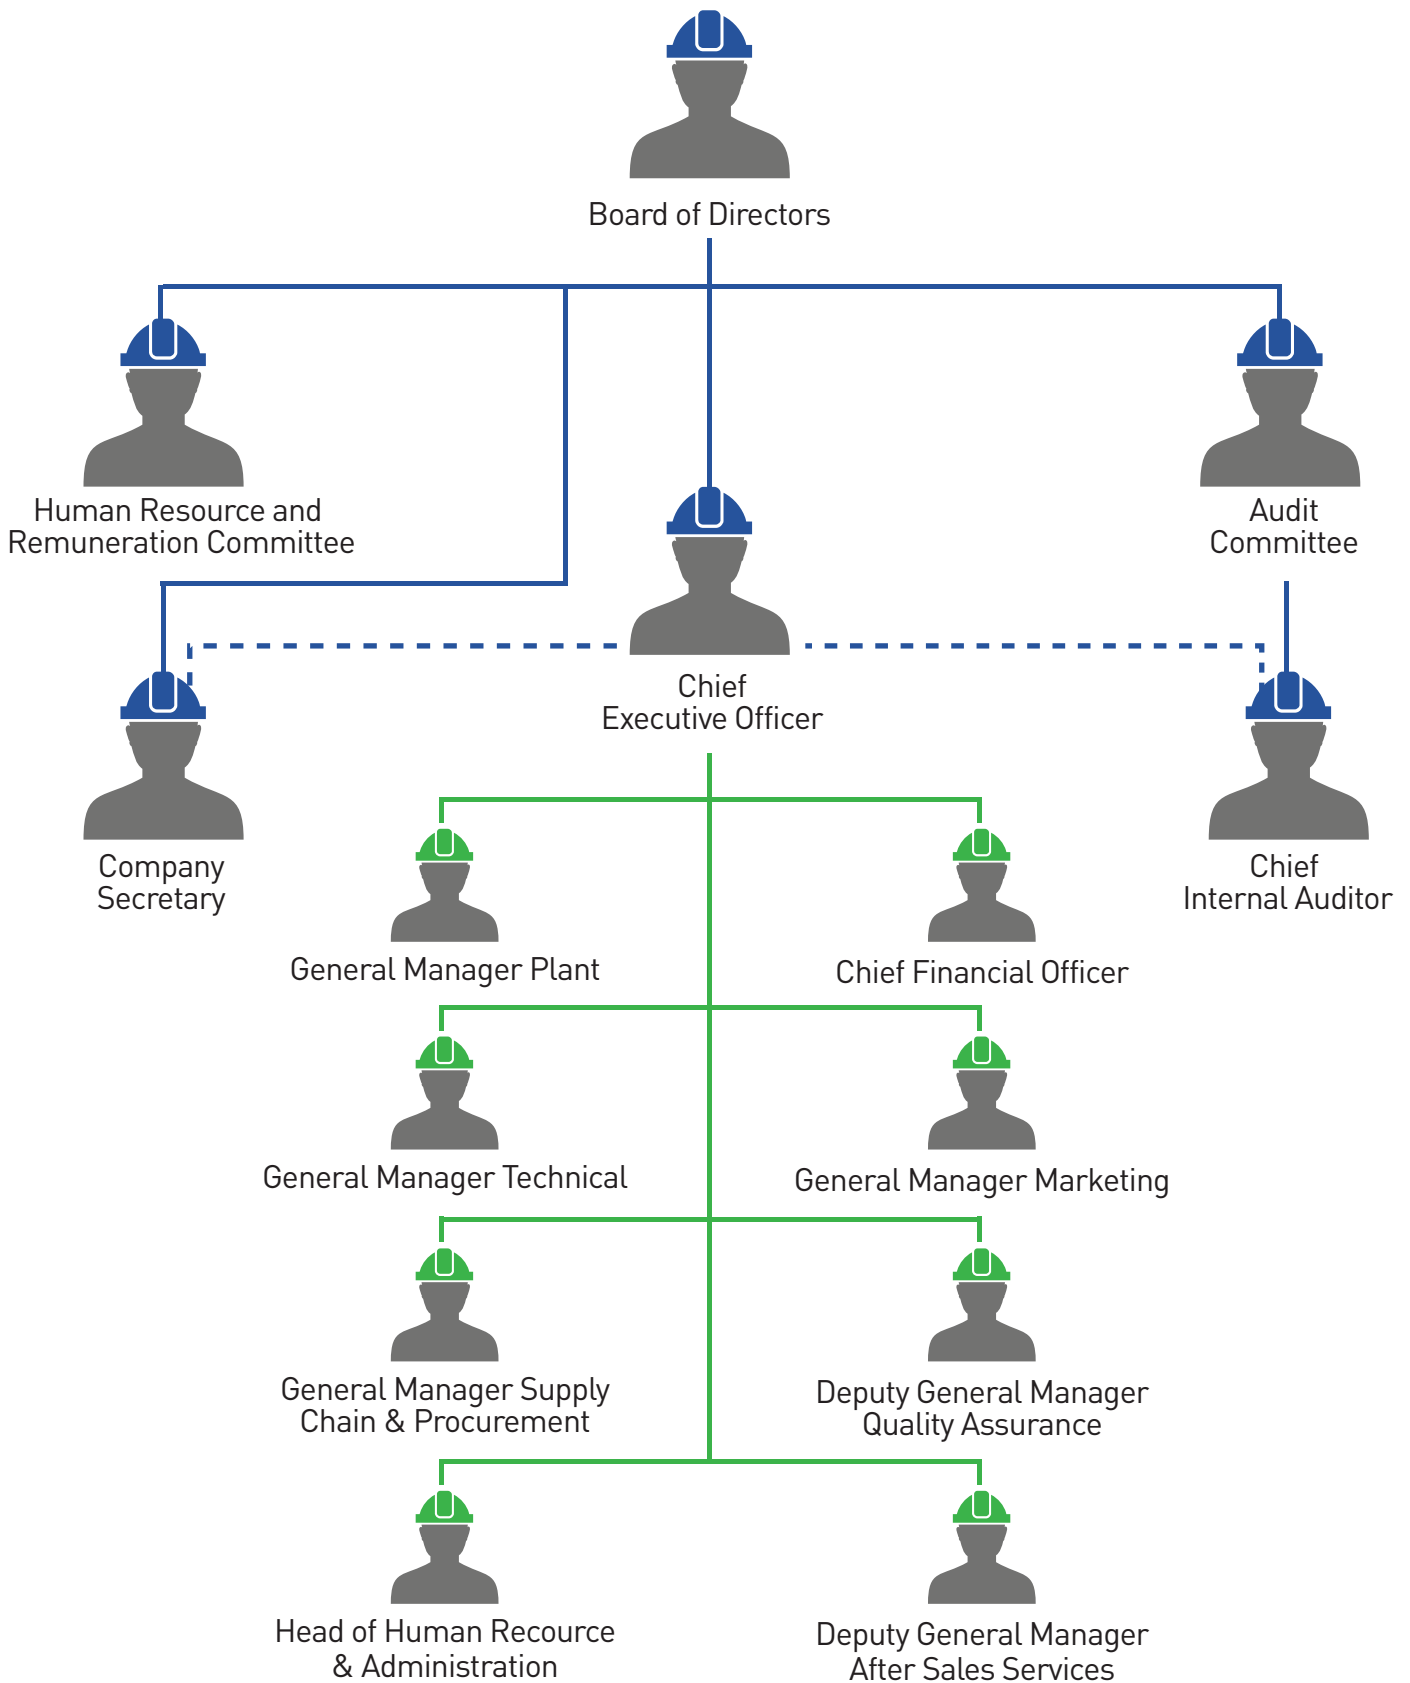 Board of Directors
Human Resource and
Remuneration Committee
Audit
Committee
Chief
Executive Officer
Company
Secretary
Chief
Internal Auditor
General Manager Plant
Chief Financial Officer
General Manager Technical
General Manager Marketing
General Manager Supply
Chain & Procurement
Deputy General Manager
Quality Assurance
Head of Human Recource
& Administration
Deputy General Manager
After Sales Services